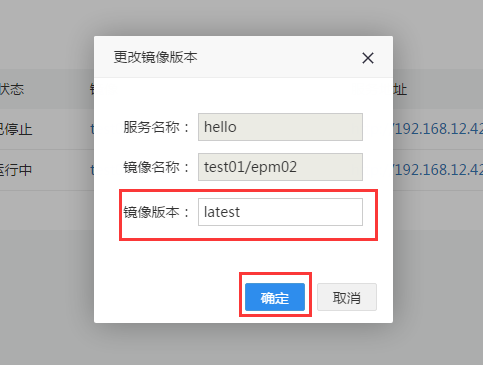 更改镜像版本
状态 址
服务名称： hello
已停止 /192.168.12.42
镜像名称： test01/epm02
运行中 /192.168.12.42
镜像版本： latest
确定 取消